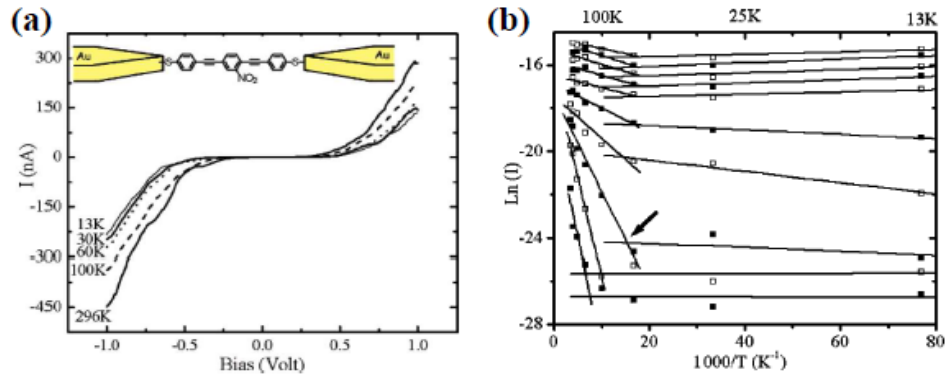 (a)
300
150
0
-150
-300
-450
I (nA)
Au
S
NO₂
S
Au
13K
30K
60K
100K
296K
-1.0 -0.5 0.0 0.5 1.0
Bias (Volt)
(b)
100K 25K 13K
-16
-20
-24
-28
Ln (I)
0 20 40 60 80
1000/T (K⁻¹)